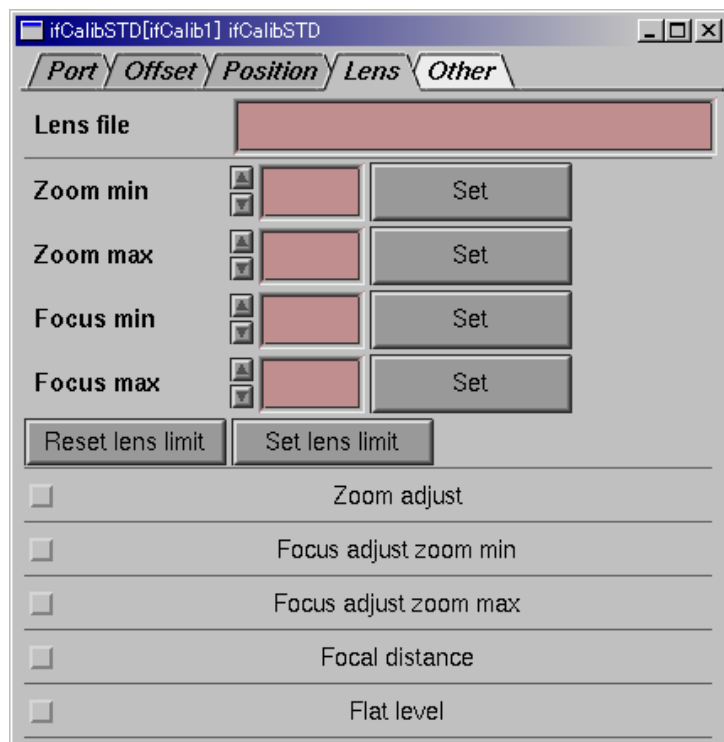 ifCalibSTD[ifCalib1] ifCalibSTD
Port Offset Position Lens Other
Lens file
Zoom min Set
Zoom max Set
Focus min Set
Focus max Set
Reset lens limit Set lens limit
Zoom adjust
Focus adjust zoom min
Focus adjust zoom max
Focal distance
Flat level